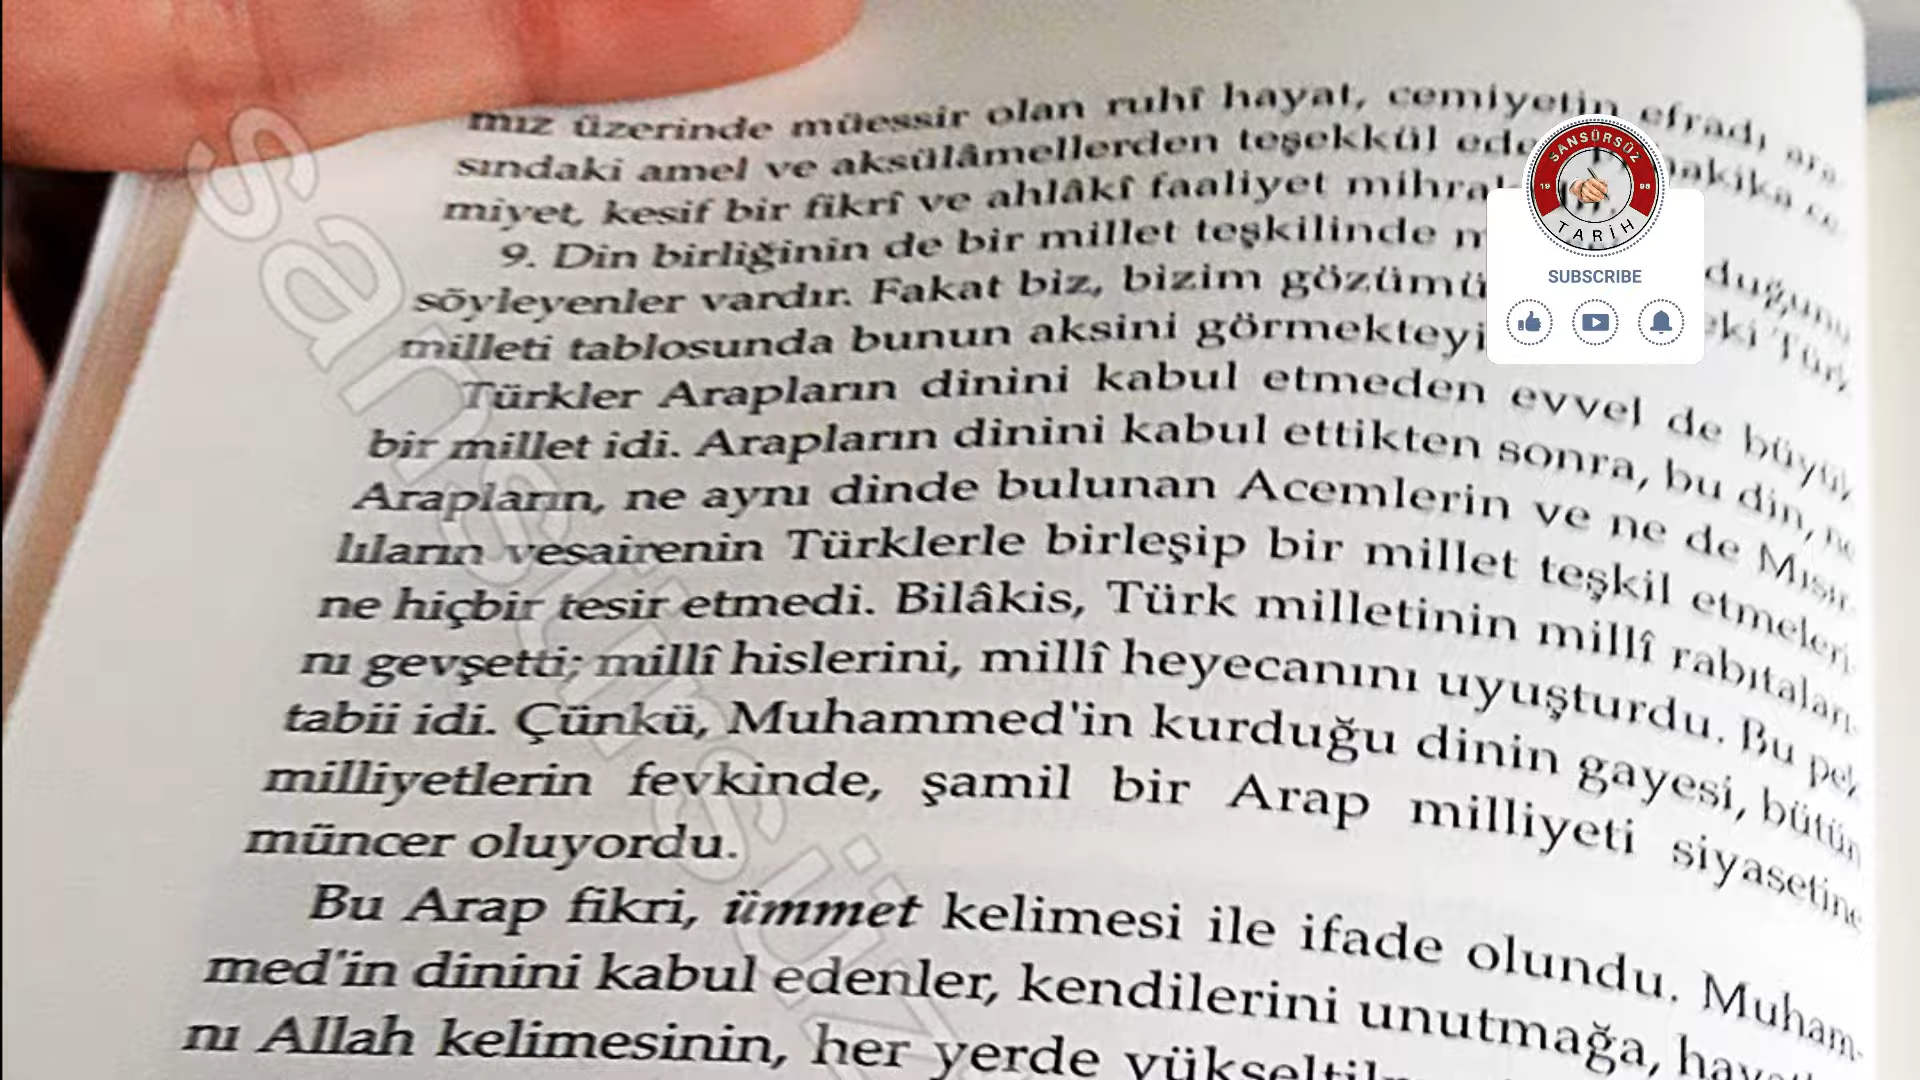 mız üzerinde müessir olan ruhî hayat, cemiyetin efradı ara
sındaki amel ve aksülâmellerden teşekkül ede
miyet, kesif bir fikrî ve ahlâkî faaliyet
9. Din birliğinin de bir millet teşkilinde
söyleyenler vardır. Fakat biz, bizim
milleti tablosunda bunun aksini Türk
Türkler Arapların dinini kabul etmeden evvel de büyük
bir millet idi. Arapların dinini kabul ettikten sonra, bu din, ne
Arapların, ne aynı dinde bulunan Acemlerin ve ne de Mısır-
lıların vesairenin Türklerle birleşip bir millet teşkil etmeleri-
ne hiçbir tesir etmedi. Bilâkis, Türk milletinin millî rabıtaları-
nı gevşetti; millî hislerini, millî heyecanını uyuşturdu. Bu pek
tabii idi. Çünkü, Muhammed'in kurduğu dinin gayesi, bütün
milliyetlerin fevkinde, şamil bir Arap milliyeti siyasetine
müncer oluyordu.
Bu Arap fikri, ümmet kelimesi ile ifade olundu. Muham-
med'in dinini kabul edenler, kendilerini unutmağa,
nı Allah kelimesinin, her yerde
SANSÜRSÜZ
19 98
TARİH
SUBSCRIBE
sansürsüz